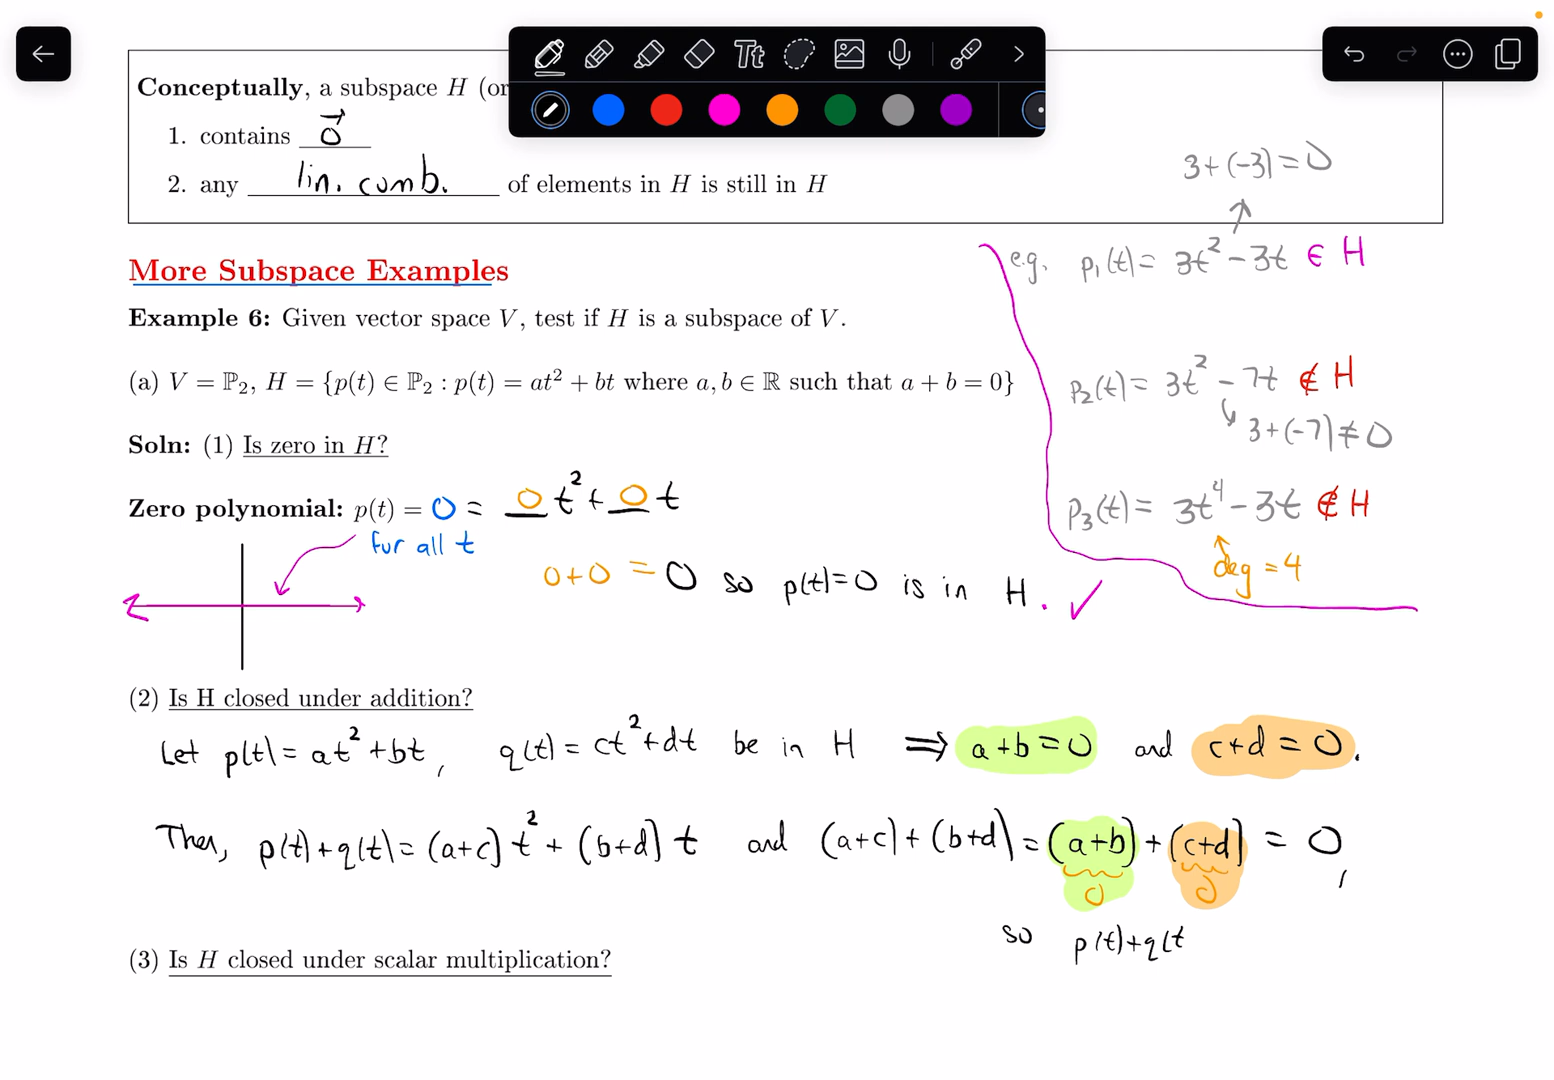 Conceptually, a subspace H (or
1. contains 0⃗
2. any lin. comb. of elements in H is still in H
3+(-3)=0
e.g. p₁(t)= 3t²-3t ∈ H
More Subspace Examples
Example 6: Given vector space V, test if H is a subspace of V.
(a) V = ℙ₂, H = {p(t) ∈ ℙ₂ : p(t) = at² + bt where a, b ∈ ℝ such that a + b = 0}
p₂(t)= 3t²-7t ∉ H
3+(-7)≠0
Soln: (1) Is zero in H?
Zero polynomial: p(t) = 0 = 0t²+0t
for all t
p₃(t)= 3t⁴-3t ∉ H
deg = 4
0+0 = 0 so p(t)=0 is in H. ✓
(2) Is H closed under addition?
Let p(t)= at²+bt, q(t)= ct²+dt be in H ⇒ a+b=0 and c+d=0.
Then, p(t)+q(t)=(a+c)t²+(b+d)t and (a+c)+(b+d)=(a+b)+(c+d) = 0,
0 0
so p(t)+q(t
(3) Is H closed under scalar multiplication?
Tt